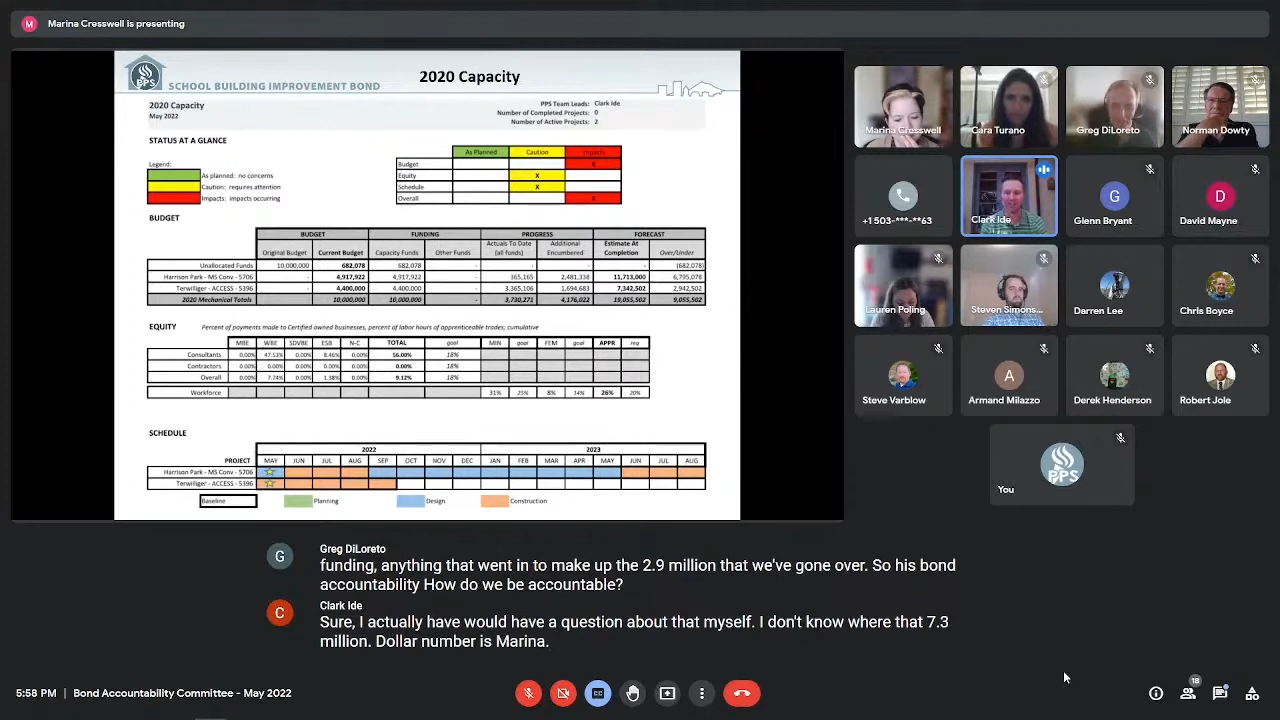 M Marina Cresswell is presenting
PPS SCHOOL BUILDING IMPROVEMENT BOND
2020 Capacity
2020 Capacity
May 2022
PPS Team Leads: Clark Ide
Number of Completed Projects: 0
Number of Active Projects: 2
STATUS AT A GLANCE
As Planned Caution Impacts
Legend:
As planned: no concerns
Caution: requires attention
Impacts: impacts occurring
Budget X
Equity X
Schedule X
Overall X
BUDGET
BUDGET FUNDING PROGRESS FORECAST
Original Budget Current Budget Capacity Funds Other Funds Actuals To Date (all funds) Additional Encumbered Estimate At Completion Over/Under
Unallocated Funds 10,000,000 682,078 682,078 - - - - (682,078)
Harrison Park - MS Conv - 5706 - 4,917,922 4,917,922 - 365,165 2,481,338 11,713,000 6,795,078
Terwilliger - ACCESS - 5396 - 4,400,000 4,400,000 - 3,365,106 1,694,683 7,342,502 2,942,502
2020 Mechanical Totals 10,000,000 10,000,000 - 3,730,271 4,176,022 19,055,502 9,055,502
EQUITY Percent of payments made to Certified owned businesses, percent of labor hours of apprenticeable trades; cumulative
MBE WBE SDVBE ESB N-C TOTAL goal MIN goal FEM goal APPR req
Consultants 0.00% 47.53% 0.00% 8.46% 0.00% 56.00% 18%
Contractors 0.00% 0.00% 0.00% 0.00% 0.00% 0.00% 18%
Overall 0.00% 7.74% 0.00% 1.38% 0.00% 9.12% 18%
Workforce 31% 25% 8% 14% 26% 20%
SCHEDULE
2022 2023
PROJECT MAY JUN JUL AUG SEP OCT NOV DEC JAN FEB MAR APR MAY JUN JUL AUG
Harrison Park - MS Conv - 5706
Terwilliger - ACCESS - 5396
Baseline Planning Design Construction
Marina Cresswell
Cara Turano
Greg DiLoreto
Norman Dowty
+1 503-***-**63
Clark Ide
G Glenn Bryant
D David Mayne
Lauren Poling
Steven Simons...
Chris Boyce
Steve Varblow
A Armand Milazzo
Derek Henderson
Robert Jole
PPS You
G Greg DiLoreto
funding, anything that went in to make up the 2.9 million that we've gone over. So his bond
accountability How do we be accountable?
C Clark Ide
Sure, I actually have would have a question about that myself. I don't know where that 7.3
million. Dollar number is Marina.
5:58 PM | Bond Accountability Committee - May 2022
18